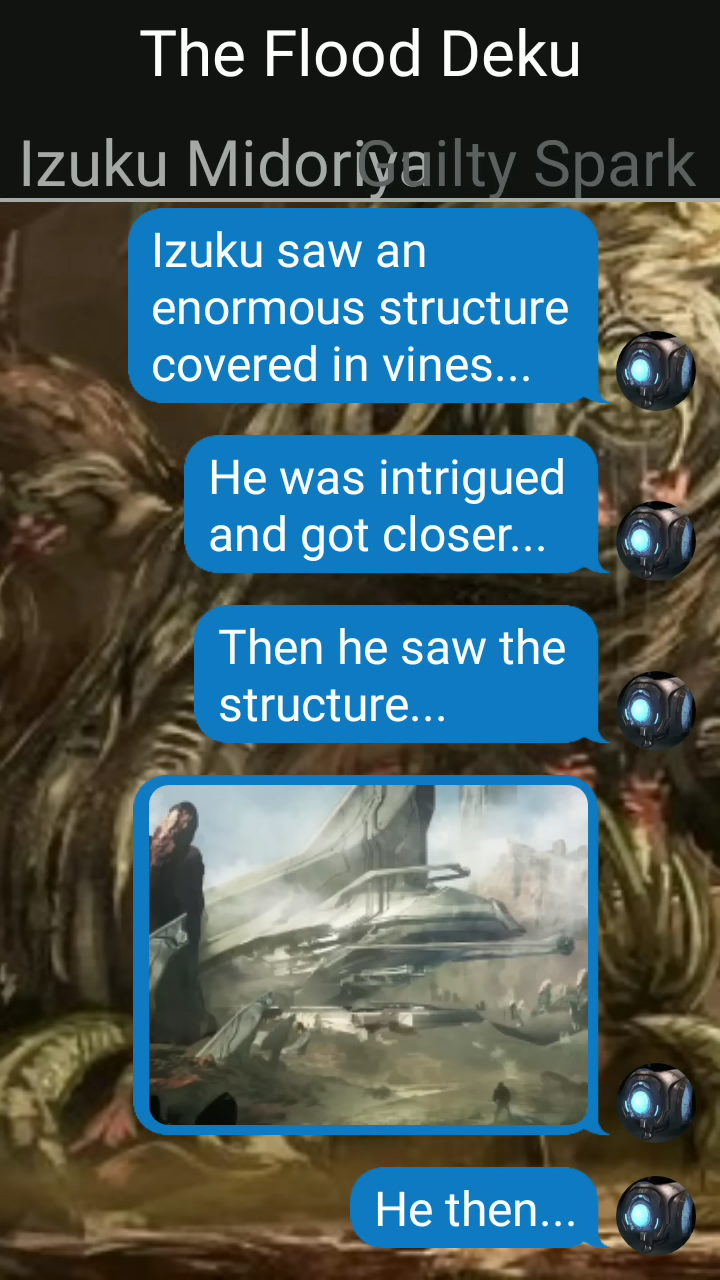 The Flood Deku
Izuku Midoriya Guilty Spark
Izuku saw an
enormous structure
covered in vines...
He was intrigued
and got closer...
Then he saw the
structure...
He then...